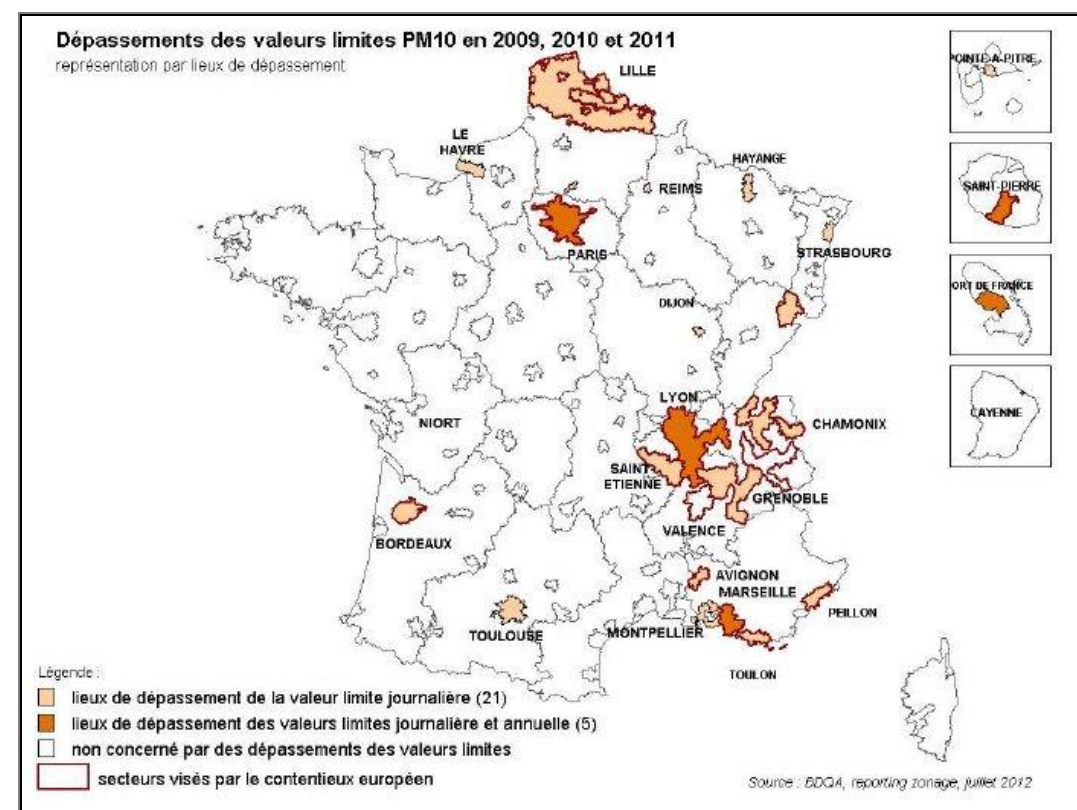 Dépassements des valeurs limites PM10 en 2009, 2010 et 2011
représentation par lieux de dépassement
LILLE
POINTE-A-PITRE
LE
HAVRE
HAYANGE
REIMS
SAINT-PIERRE
PARIS
STRASBOURG
ORT DE FRANCE
DIJON
LYON
CAYENNE
NIORT
CHAMONIX
SAINT-
ETIENNE
GRENOBLE
VALENCE
BORDEAUX
AVIGNON
MARSEILLE
PEILLON
TOULOUSE
MONTPELLIER
TOULON
Légende :
lieux de dépassement de la valeur limite journalière (21)
lieux de dépassement des valeurs limites journalière et annuelle (5)
non concerné par des dépassements des valeurs limites
secteurs visés par le contentieux européen
Source : BDQA, reporting zonage, juillet 2012